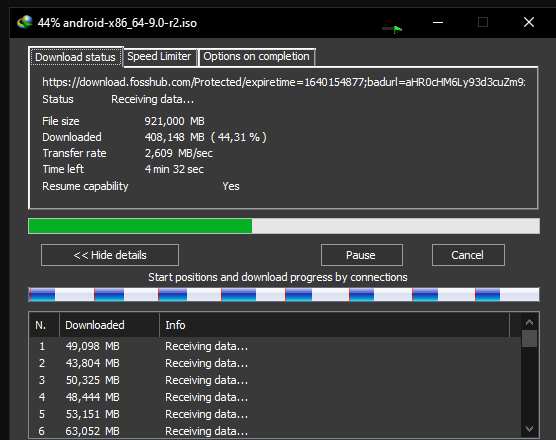 44% android-x86_64-9.0-r2.iso
Download status Speed Limiter Options on completion
https://download.fosshub.com/Protected/expiretime=1640154877;badurl=aHR0cHM6Ly93d3cuZm9z
Status Receiving data...
File size 921,000 MB
Downloaded 408,148 MB ( 44,31 % )
Transfer rate 2,609 MB/sec
Time left 4 min 32 sec
Resume capability Yes
<< Hide details Pause Cancel
Start positions and download progress by connections
N. Downloaded Info
1 49,098 MB Receiving data...
2 43,804 MB Receiving data...
3 50,325 MB Receiving data...
4 48,444 MB Receiving data...
5 53,151 MB Receiving data...
6 63,052 MB Receiving data...